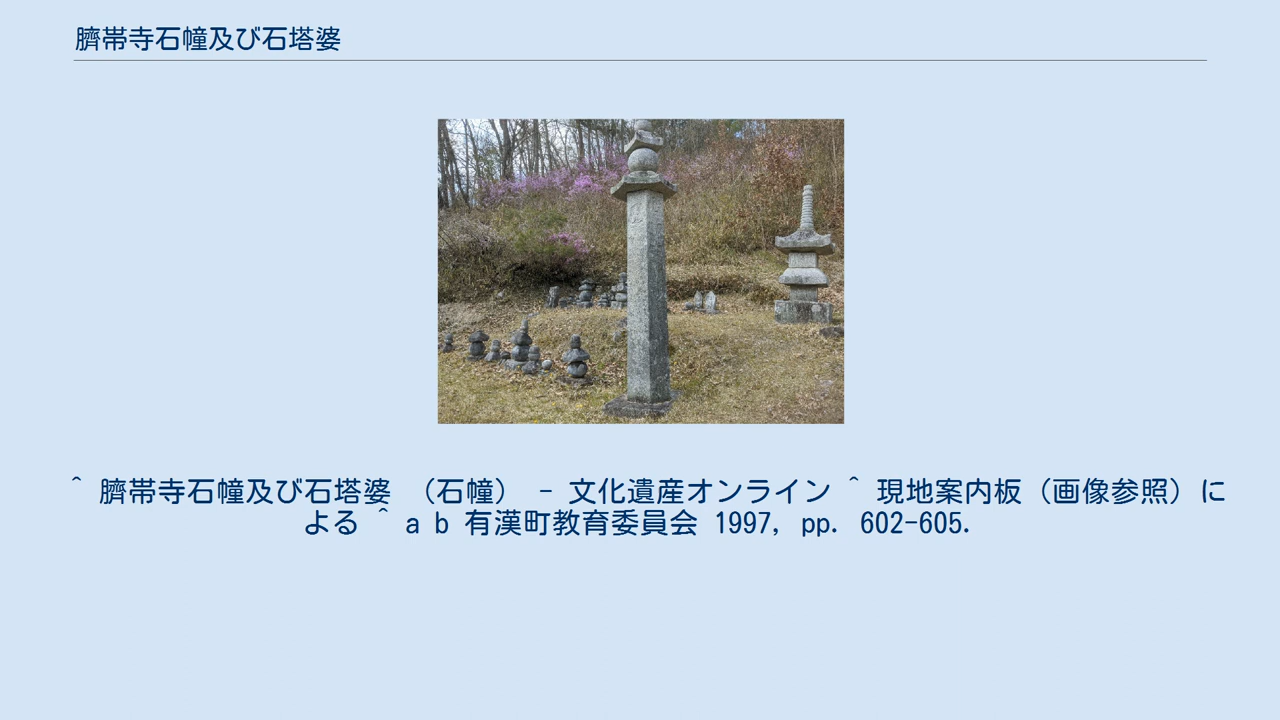 臍帯寺石幢及び石塔婆
^ 臍帯寺石幢及び石塔婆 （石幢） - 文化遺産オンライン ^ 現地案内板（画像参照）に
よる ^ a b 有漢町教育委員会 1997, pp. 602-605.